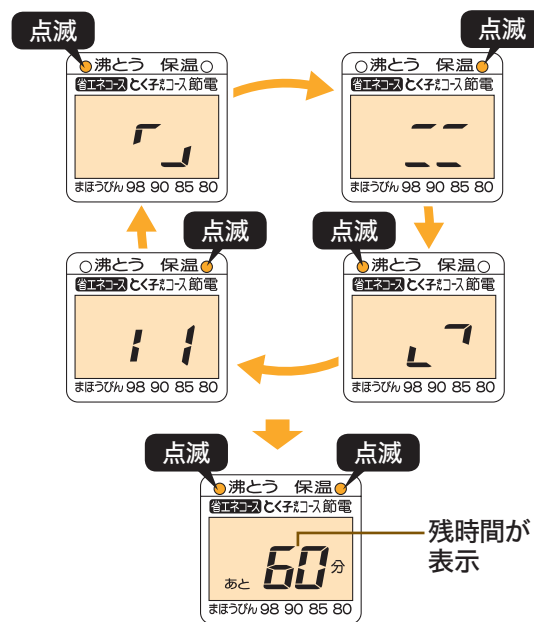 点滅
沸とう 保温
省エネコース とく子さんコース 節電
まほうびん 98 90 85 80
点滅
沸とう 保温
省エネコース とく子さんコース 節電
まほうびん 98 90 85 80
点滅
沸とう 保温
省エネコース とく子さんコース 節電
11
まほうびん 98 90 85 80
点滅
沸とう 保温
省エネコース とく子さんコース 節電
まほうびん 98 90 85 80
点滅
点滅
沸とう 保温
省エネコース とく子さんコース 節電
あと 60 分
まほうびん 98 90 85 80
残時間が
表示